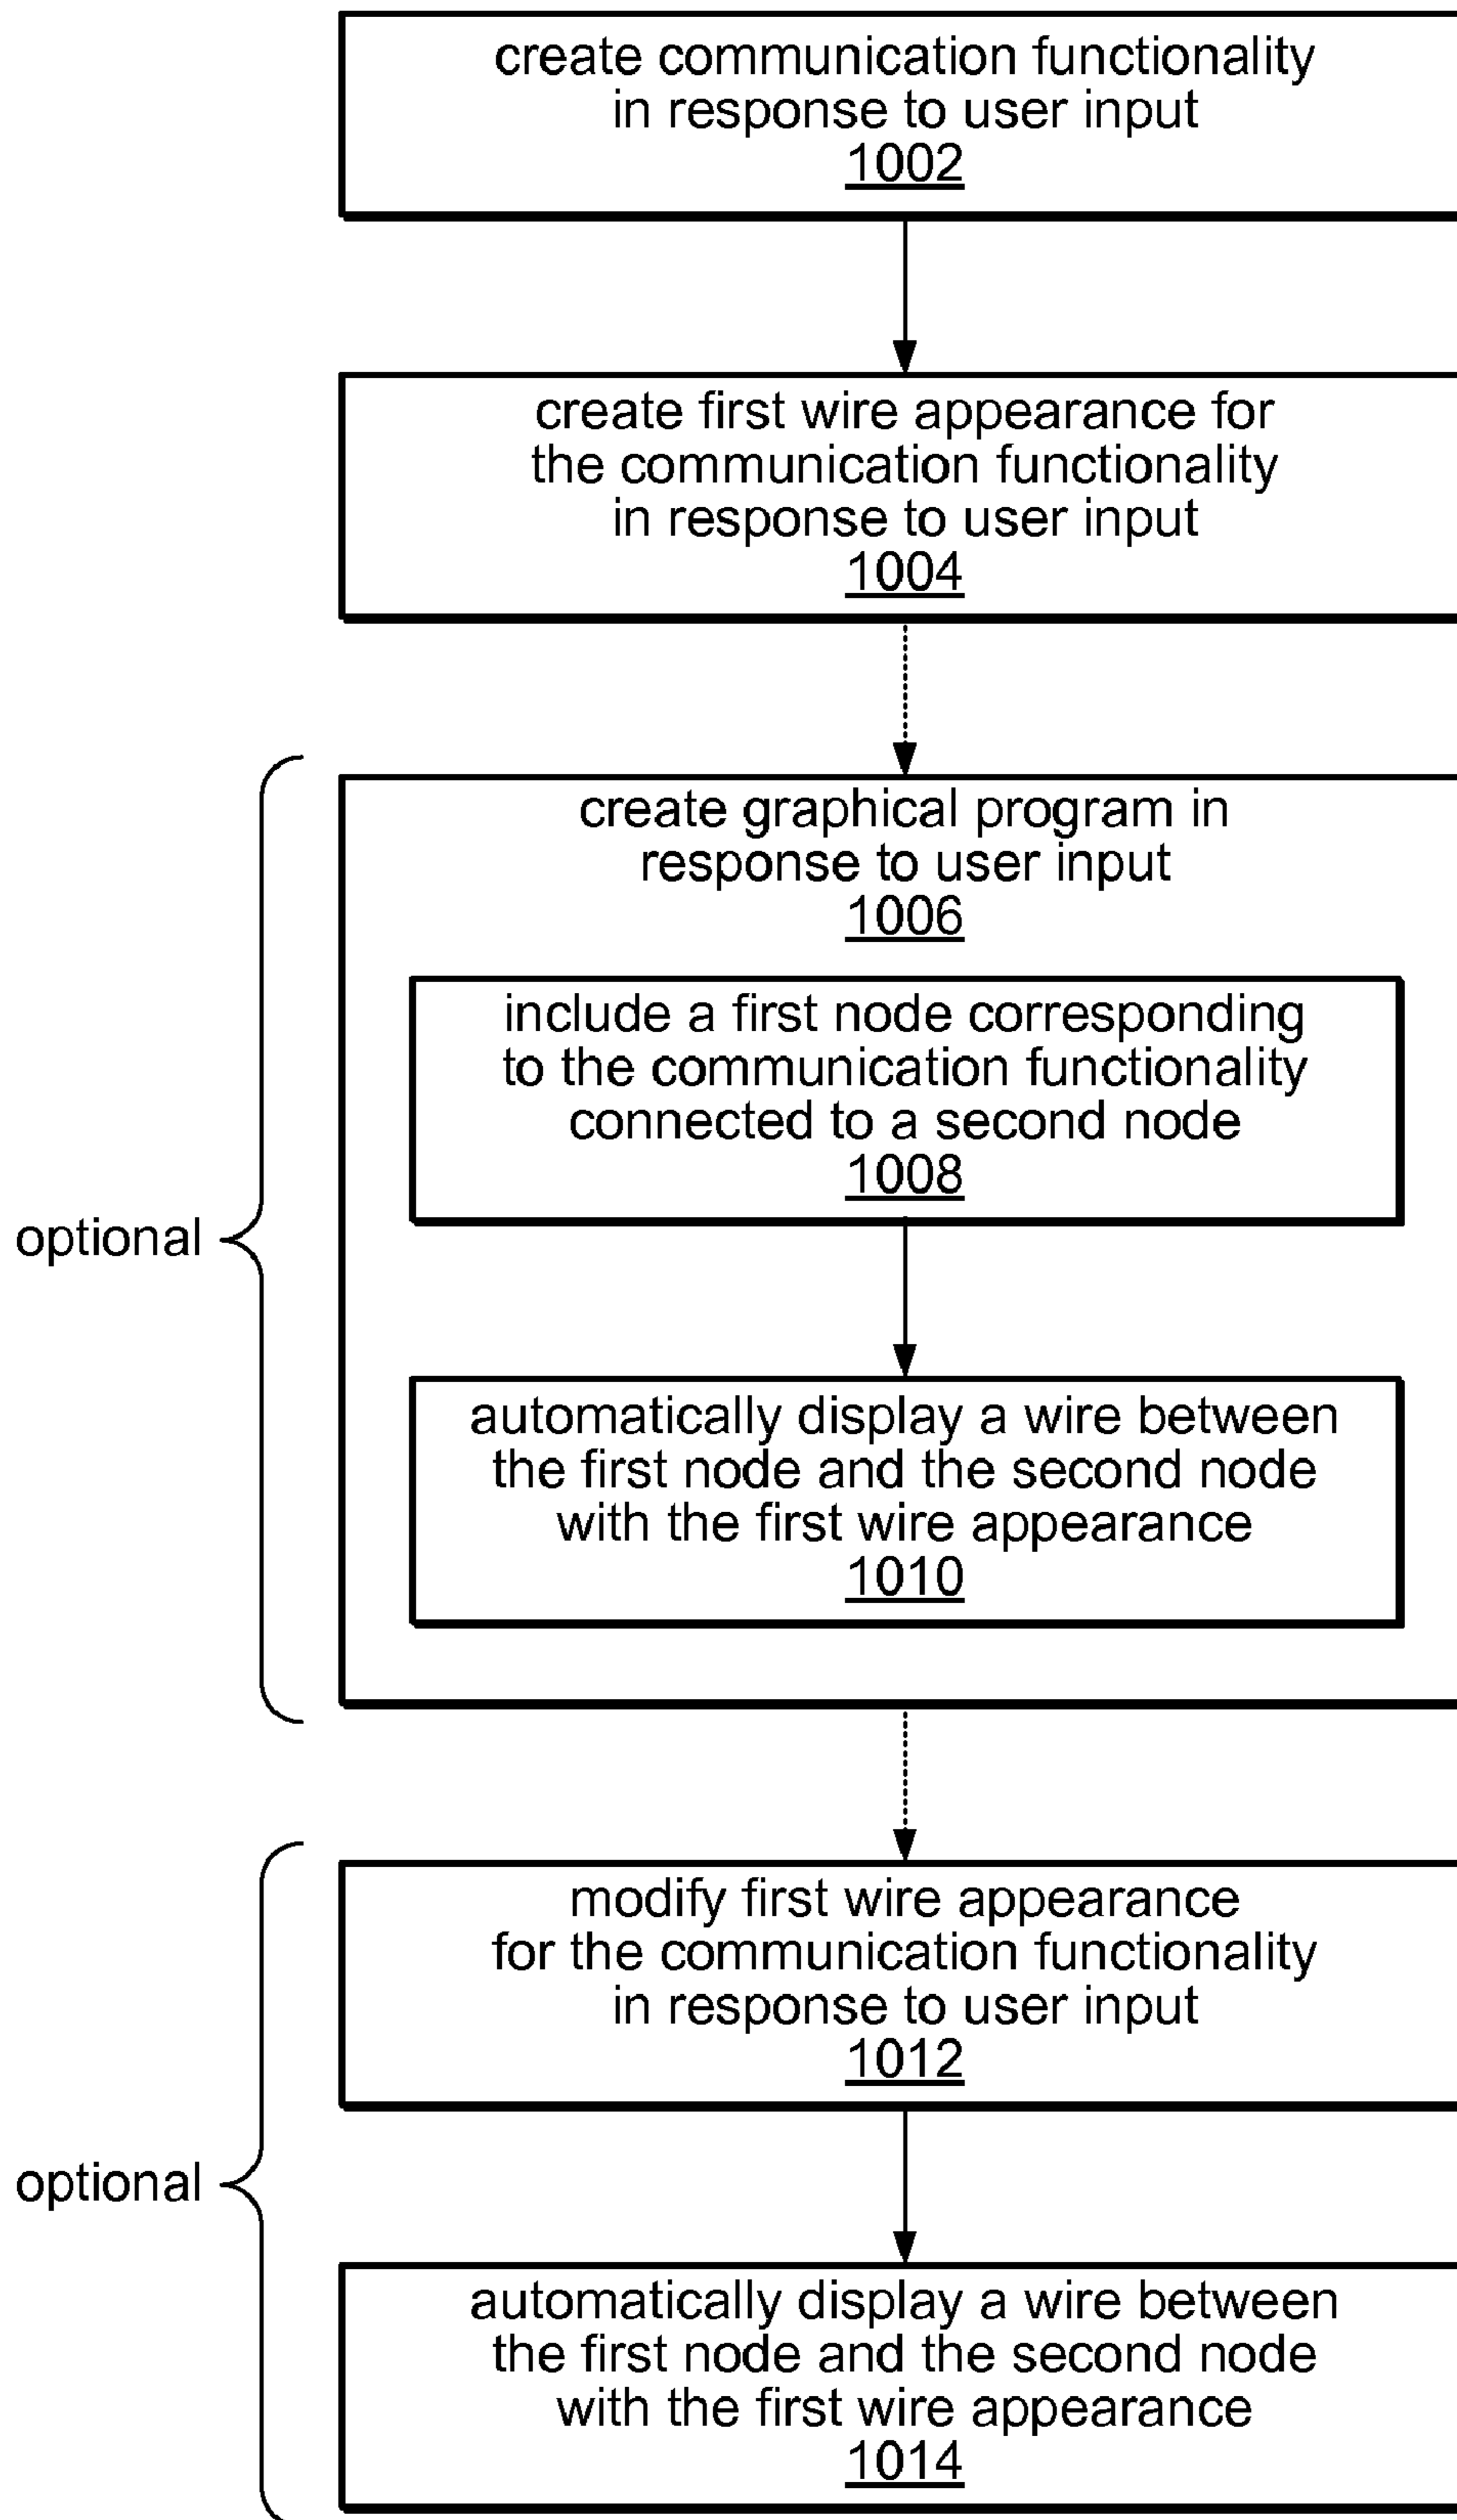 create communication functionality
in response to user input
1002
create first wire appearance for
the communication functionality
in response to user input
1004
create graphical program in
response to user input
1006
include a first node corresponding
to the communication functionality
connected to a second node
1008
optional
automatically display a wire between
the first node and the second node
with the first wire appearance
1010
modify first wire appearance
for the communication functionality
in response to user input
1012
optional
automatically display a wire between
the first node and the second node
with the first wire appearance
1014